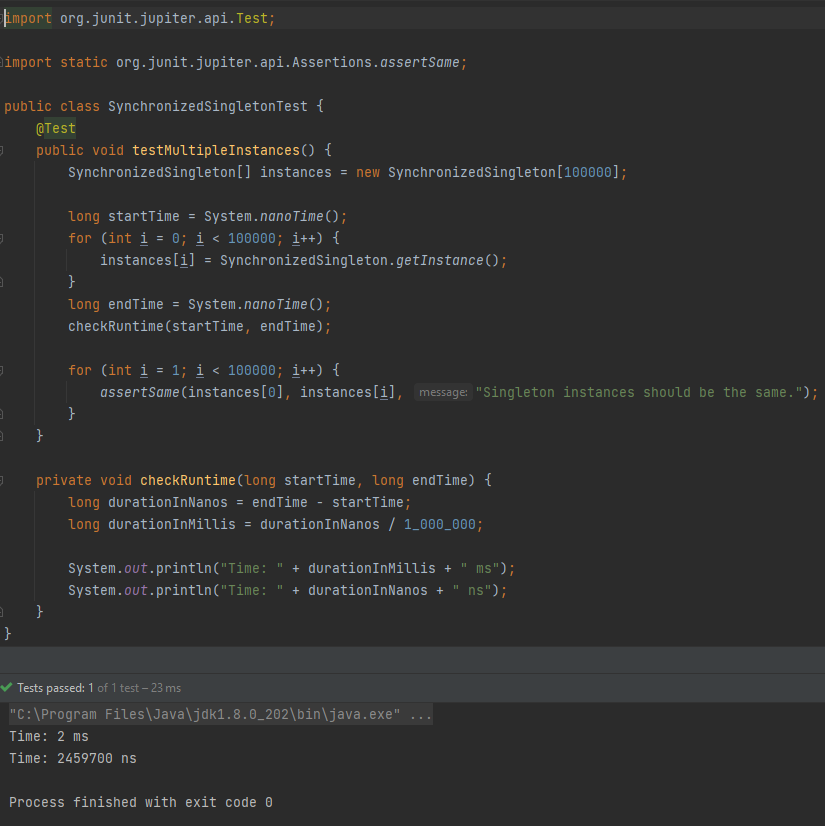 import org.junit.jupiter.api.Test;
import static org.junit.jupiter.api.Assertions.assertSame;
public class SynchronizedSingletonTest {
@Test
public void testMultipleInstances() {
SynchronizedSingleton[] instances = new SynchronizedSingleton[100000];
long startTime = System.nanoTime();
for (int i = 0; i < 100000; i++) {
instances[i] = SynchronizedSingleton.getInstance();
}
long endTime = System.nanoTime();
checkRuntime(startTime, endTime);
for (int i = 1; i < 100000; i++) {
assertSame(instances[0], instances[i], message: "Singleton instances should be the same.");
}
}
private void checkRuntime(long startTime, long endTime) {
long durationInNanos = endTime - startTime;
long durationInMillis = durationInNanos / 1_000_000;
System.out.println("Time: " + durationInMillis + " ms");
System.out.println("Time: " + durationInNanos + " ns");
}
}
Tests passed: 1 of 1 test – 23 ms
"C:\Program Files\Java\jdk1.8.0_202\bin\java.exe" ...
Time: 2 ms
Time: 2459700 ns
Process finished with exit code 0